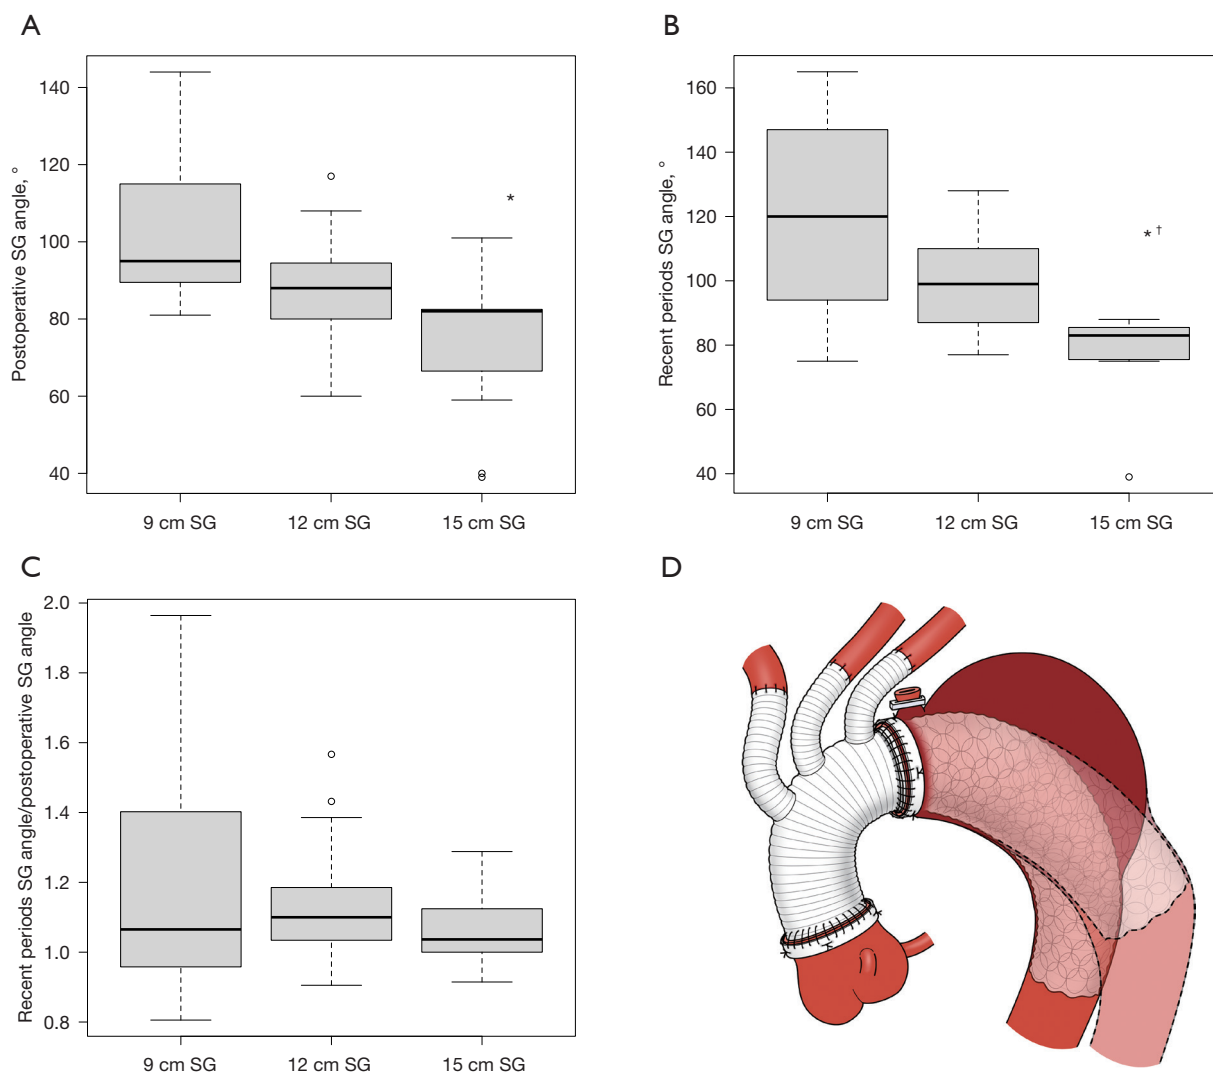 A
Postoperative SG angle, °
140
120
100
80
60
40
*
9 cm SG 12 cm SG 15 cm SG
B
Recent periods SG angle, °
160
140
120
100
80
60
40
* †
9 cm SG 12 cm SG 15 cm SG
C
Recent periods SG angle/postoperative SG angle
2.0
1.8
1.6
1.4
1.2
1.0
0.8
9 cm SG 12 cm SG 15 cm SG
D